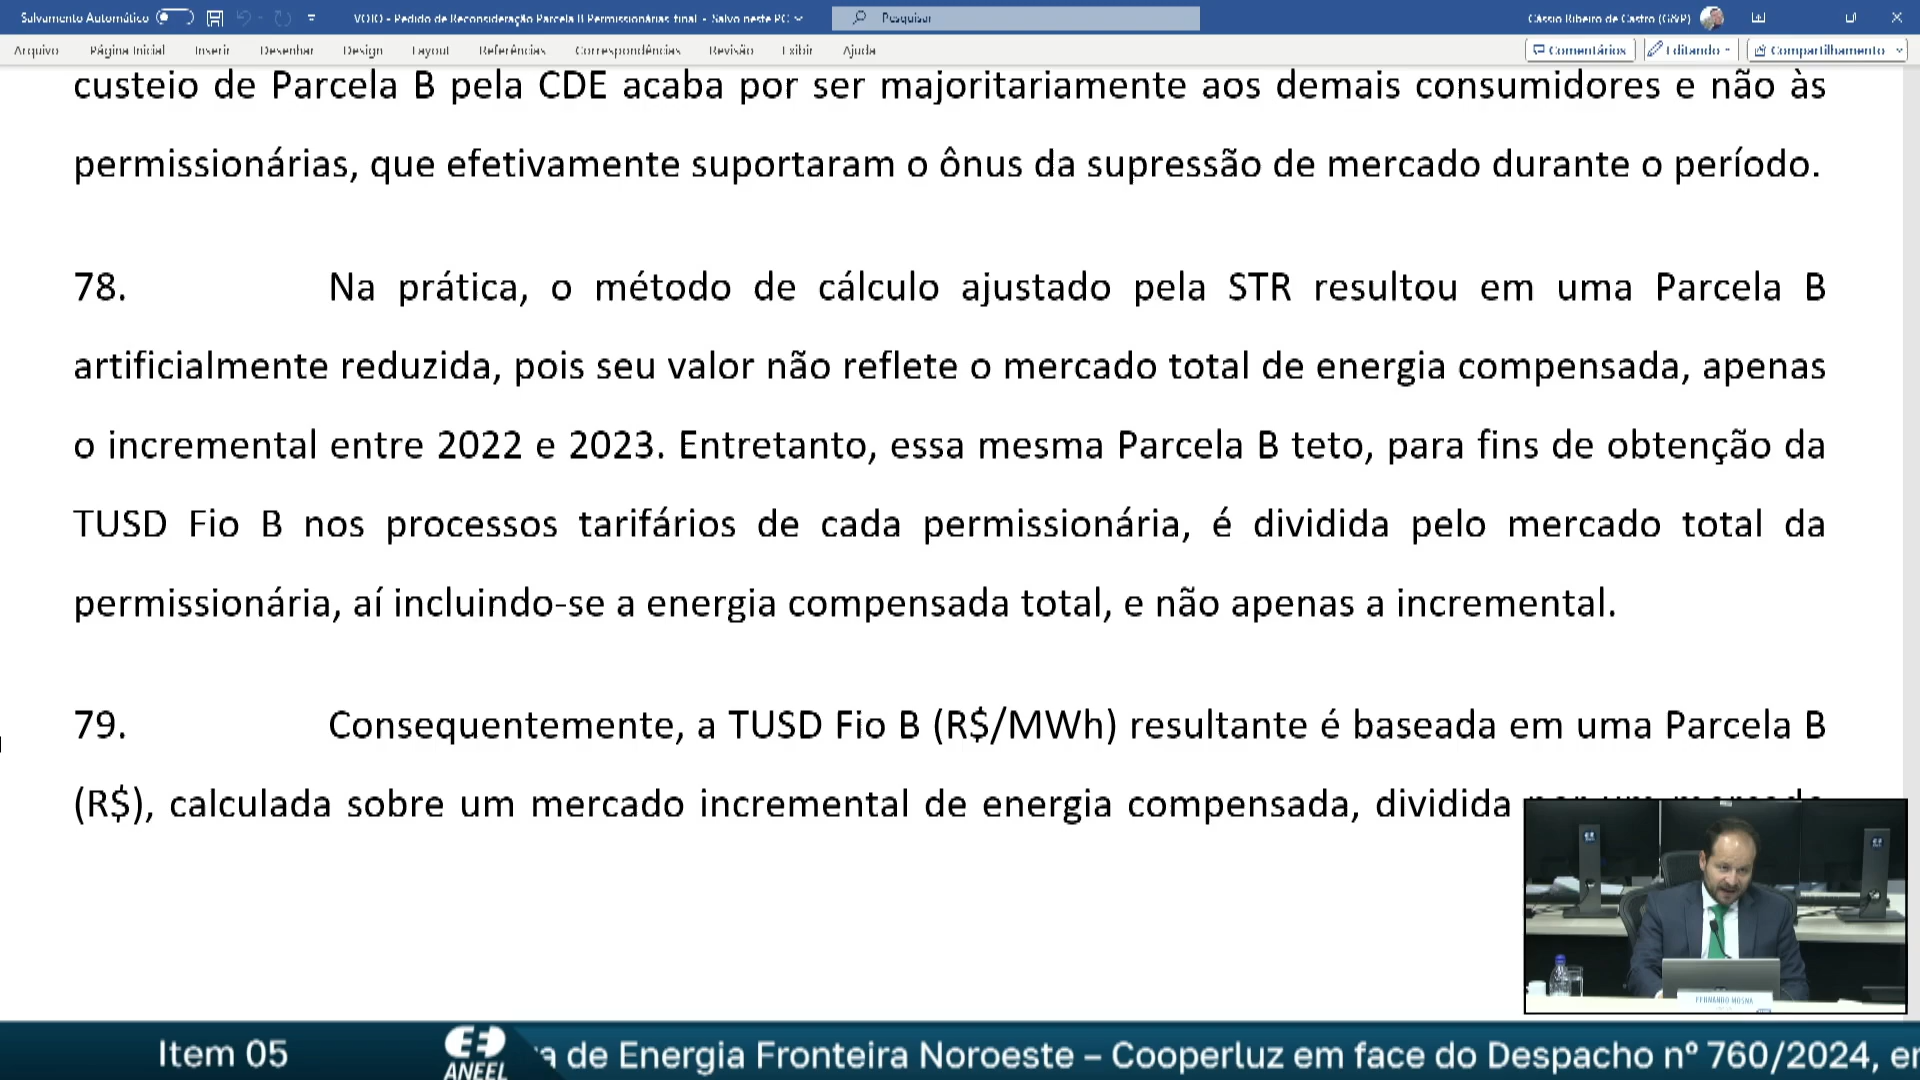 Salvamento Automático
VOTO - Pedido de Reconsideração Parcela B Permissionárias_final - Salvo neste PC
Pesquisar
Cássio Ribeiro de Castro (G&P)
Arquivo Página Inicial Inserir Desenhar Design Layout Referências Correspondências Revisão Exibir Ajuda
Comentários Editando Compartilhamento
custeio de Parcela B pela CDE acaba por ser majoritariamente aos demais consumidores e não às
permissionárias, que efetivamente suportaram o ônus da supressão de mercado durante o período.
78. Na prática, o método de cálculo ajustado pela STR resultou em uma Parcela B
artificialmente reduzida, pois seu valor não reflete o mercado total de energia compensada, apenas
o incremental entre 2022 e 2023. Entretanto, essa mesma Parcela B teto, para fins de obtenção da
TUSD Fio B nos processos tarifários de cada permissionária, é dividida pelo mercado total da
permissionária, aí incluindo-se a energia compensada total, e não apenas a incremental.
79. Consequentemente, a TUSD Fio B (R$/MWh) resultante é baseada em uma Parcela B
(R$), calculada sobre um mercado incremental de energia compensada, dividida por um mercado
FERNANDO MOSNA
Item 05
ANEEL
a de Energia Fronteira Noroeste – Cooperluz em face do Despacho nº 760/2024, e